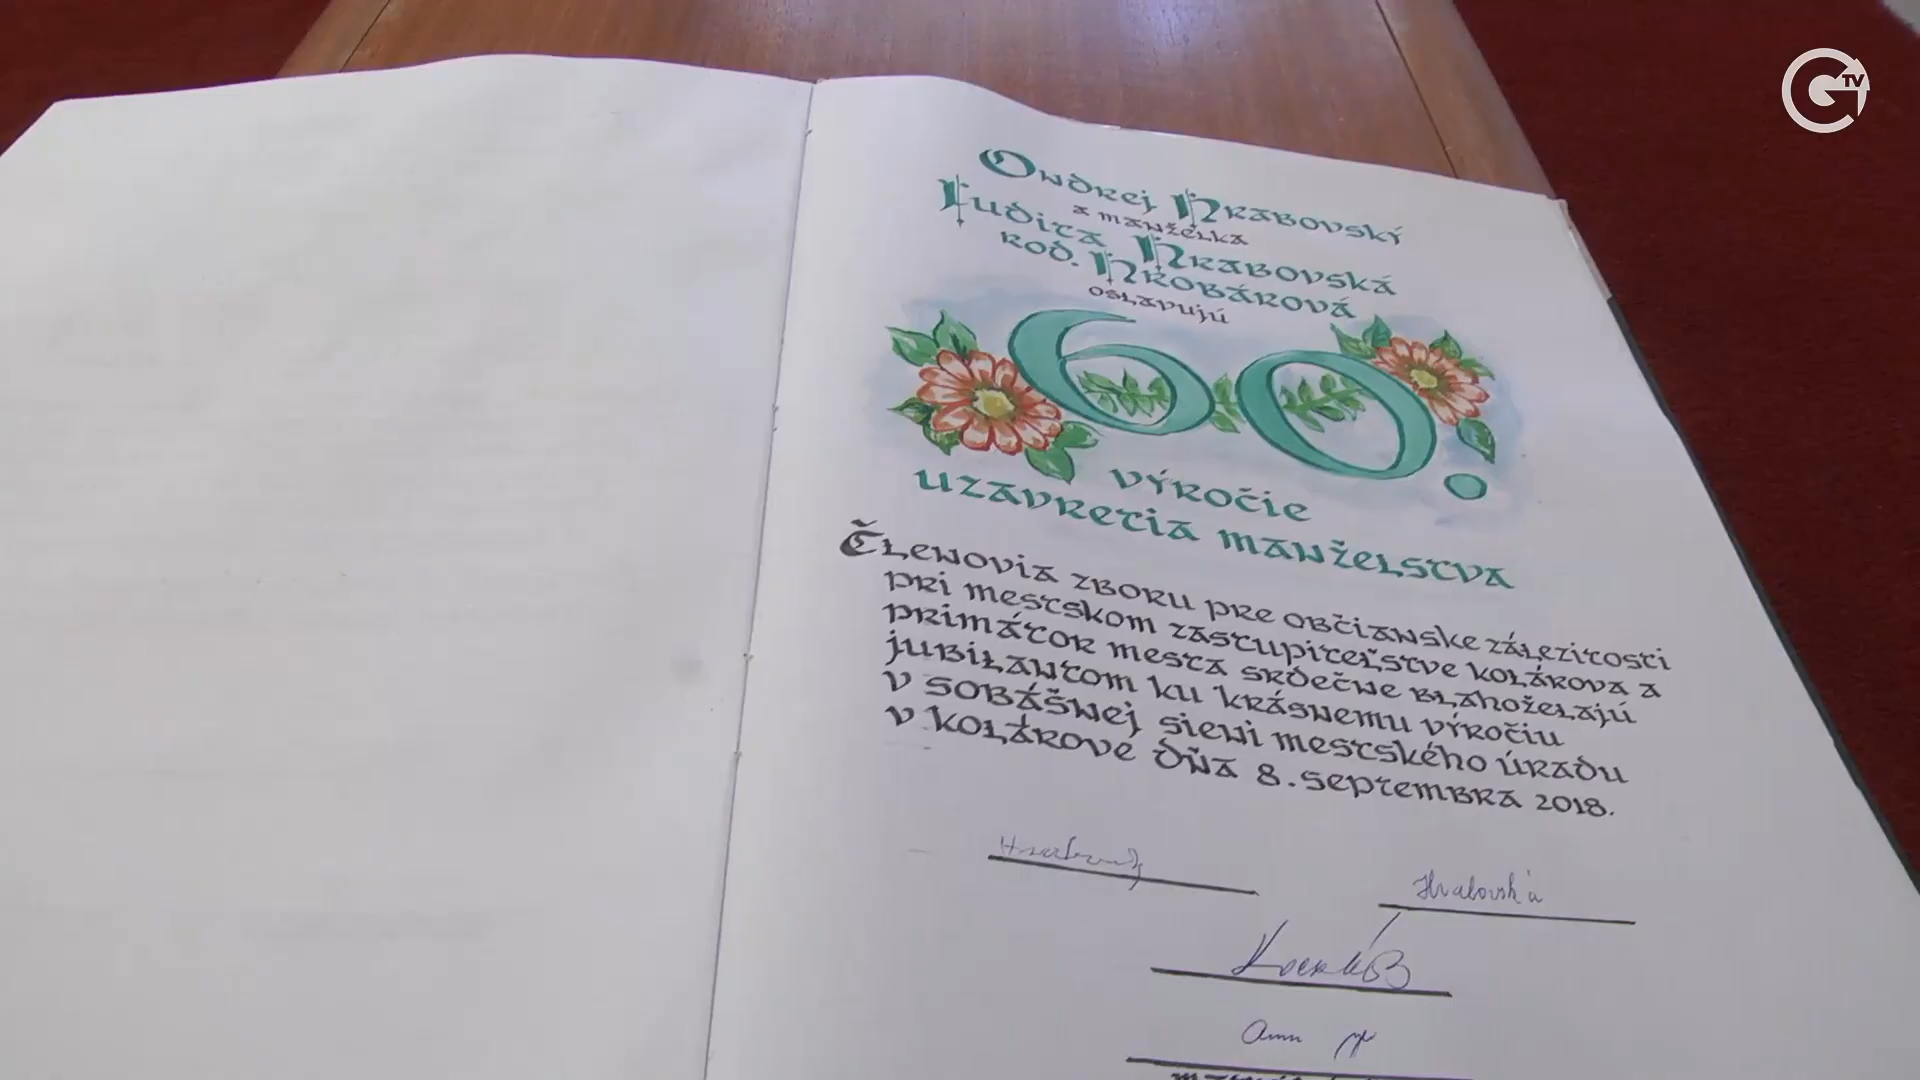 TV
Ondrej Hrabovský
a manželka
Judita Hrabovská
rod. Hrobárová
oslavujú
60.
výročie
uzavretia manželstva
Členovia zboru pre občianske záležitosti
pri mestskom zastupiteľstve Kolárova a
primátor mesta srdečne blahoželajú
jubilantom ku krásnemu výročiu
v sobášnej sieni mestského úradu
v Kolárove dňa 8. septembra 2018.
Hrabovská